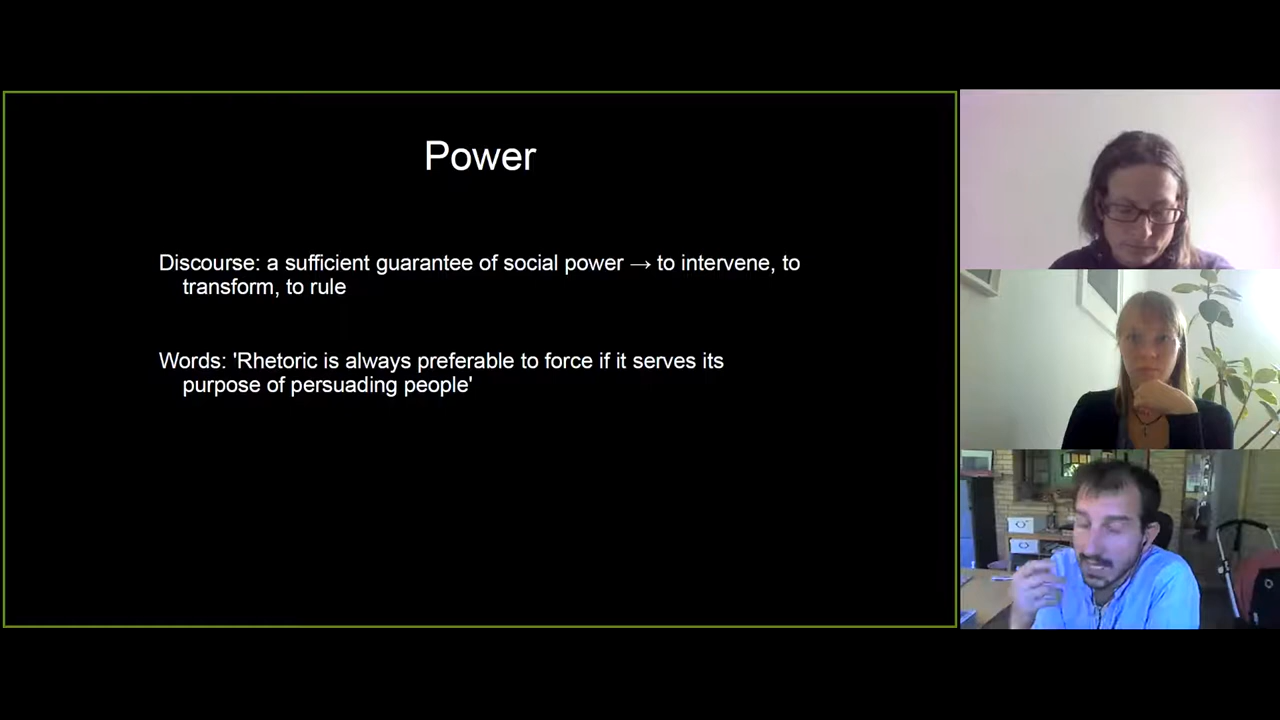 Power
Discourse: a sufficient guarantee of social power → to intervene, to
transform, to rule
Words: 'Rhetoric is always preferable to force if it serves its
purpose of persuading people'